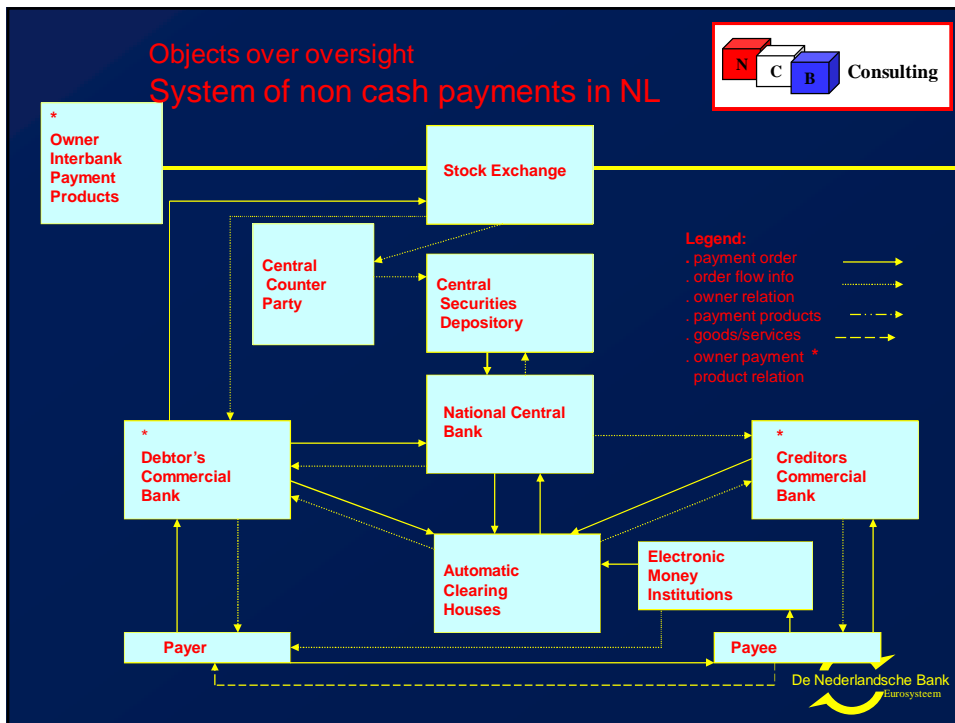 Objects over oversight
System of non cash payments in NL
N
C
B
Consulting
*
Owner
Interbank
Payment
Products
Stock Exchange
Central
Counter
Party
Central
Securities
Depository
Legend:
. payment order
. order flow info
. owner relation
. payment products
. goods/services
. owner payment *
product relation
National Central
Bank
*
Debtor's
Commercial
Bank
*
Creditors
Commercial
Bank
Automatic
Clearing
Houses
Electronic
Money
Institutions
Payer
Payee
De Nederlandsche Bank
Eurosysteem